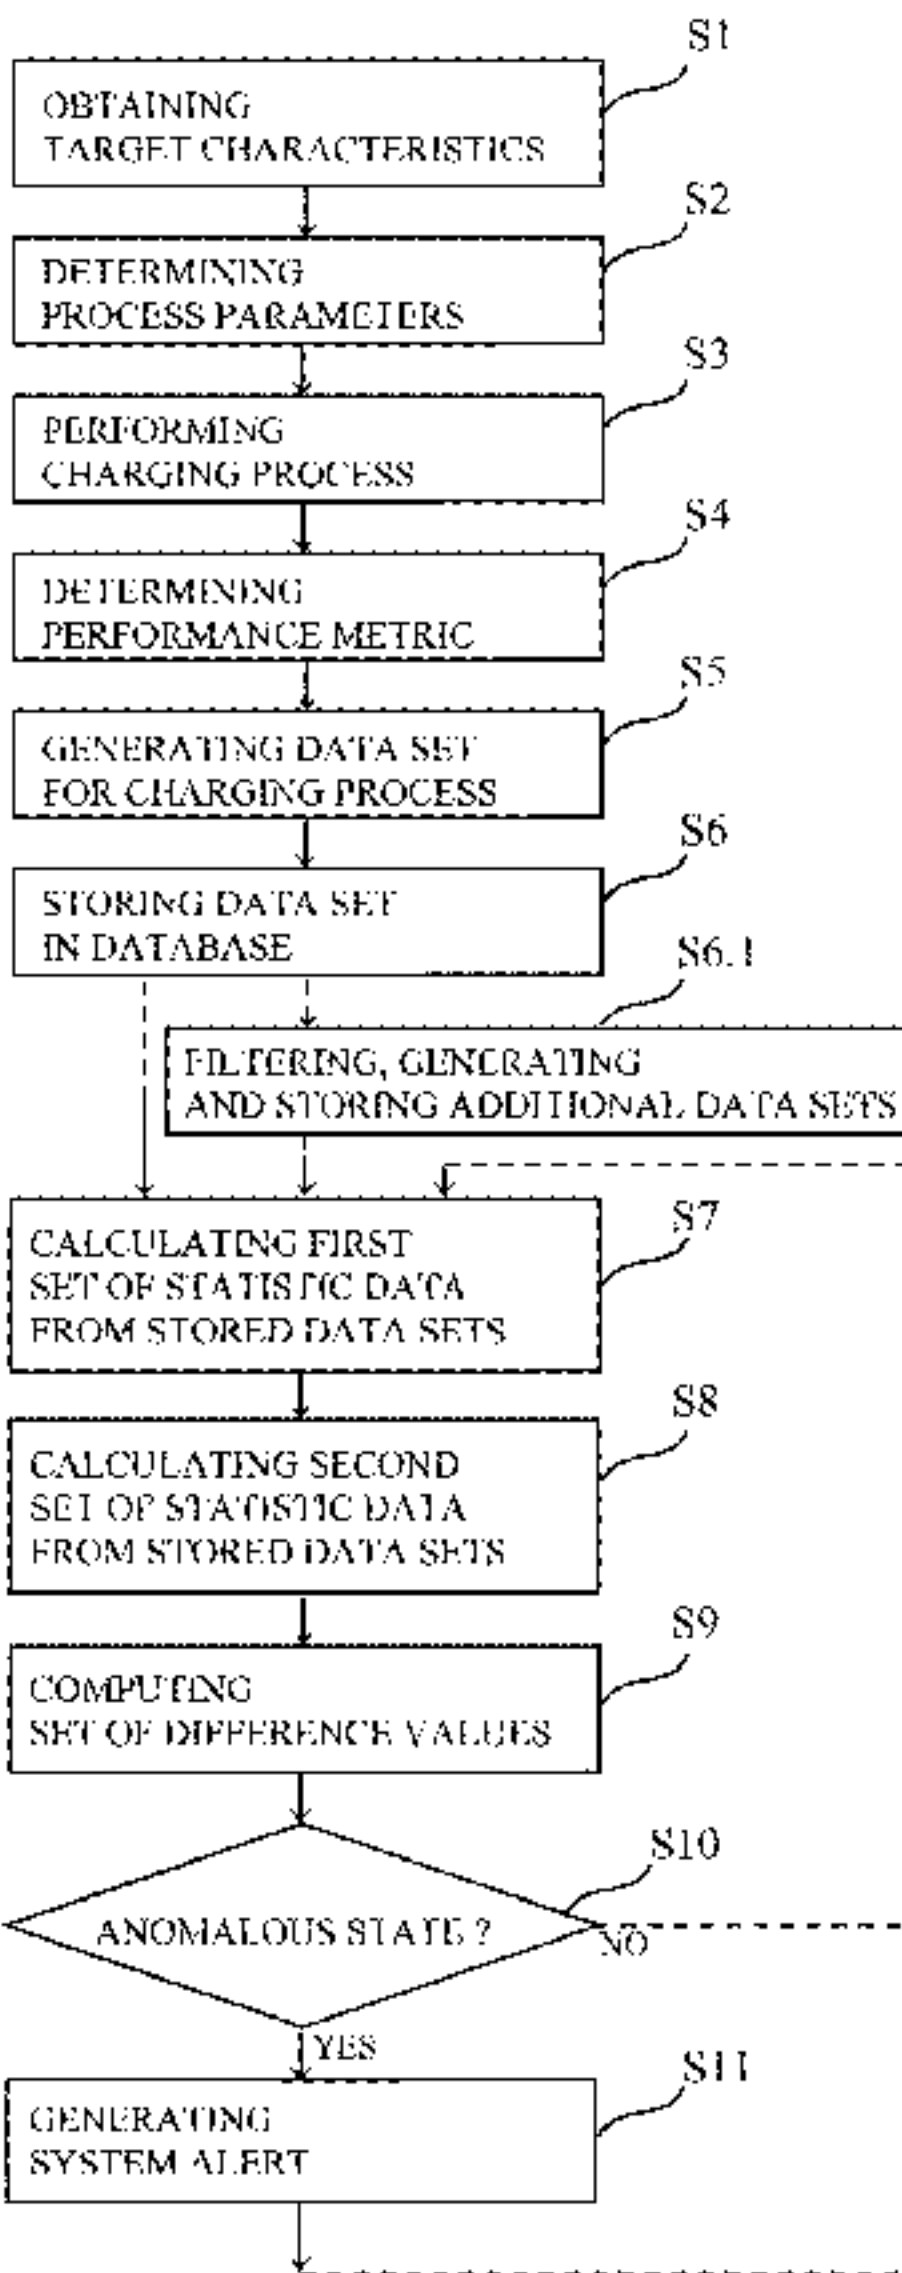 S1
OBTAINING
TARGET CHARACTERISTICS
S2
DETERMINING
PROCESS PARAMETERS
S3
PERFORMING
CHARGING PROCESS
S4
DETERMINING
PERFORMANCE METRIC
S5
GENERATING DATA SET
FOR CHARGING PROCESS
S6
STORING DATA SET
IN DATABASE
S6.1
FILTERING, GENERATING
AND STORING ADDITIONAL DATA SETS
S7
CALCULATING FIRST
SET OF STATISTIC DATA
FROM STORED DATA SETS
S8
CALCULATING SECOND
SET OF STATISTIC DATA
FROM STORED DATA SETS
S9
COMPUTING
SET OF DIFFERENCE VALUES
S10
ANOMALOUS STATE ?
NO
YES
S11
GENERATING
SYSTEM ALERT